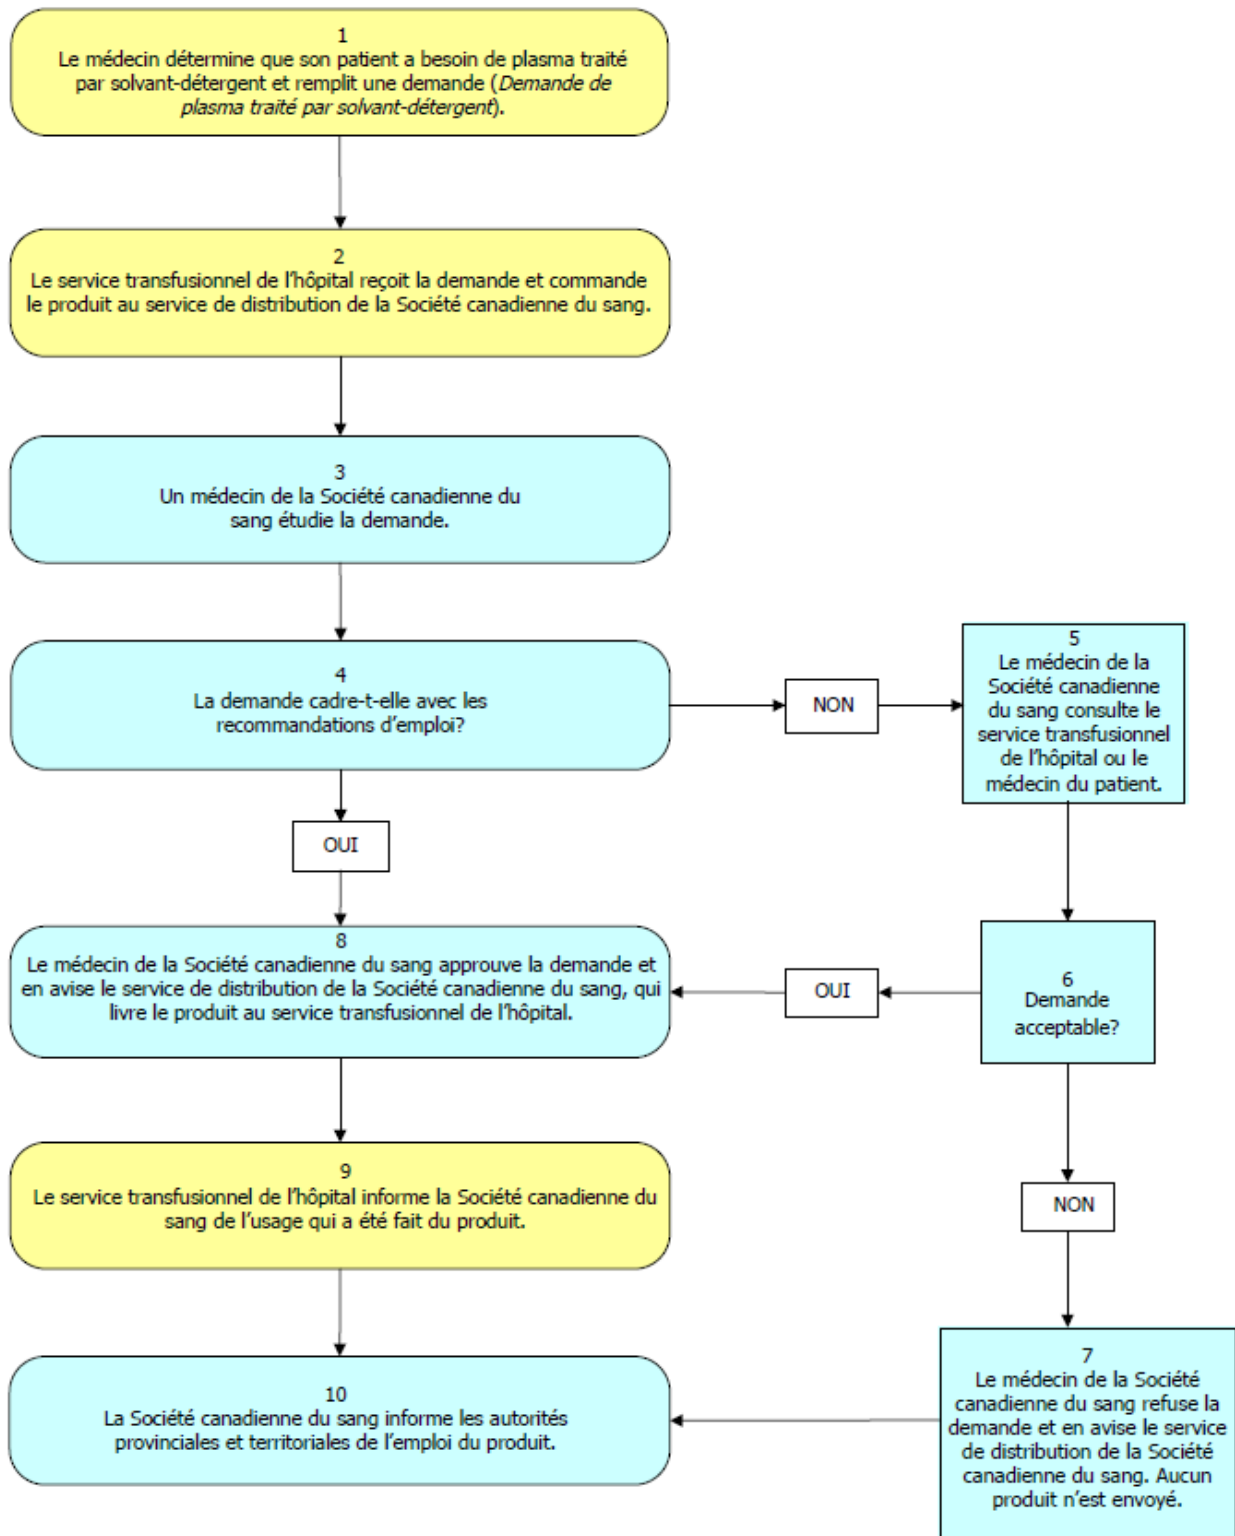 1
Le médecin détermine que son patient a besoin de plasma traité
par solvant-détergent et remplit une demande (Demande de
plasma traité par solvant-détergent).
2
Le service transfusionnel de l'hôpital reçoit la demande et commande
le produit au service de distribution de la Société canadienne du sang.
3
Un médecin de la Société canadienne du
sang étudie la demande.
4
La demande cadre-t-elle avec les
recommandations d'emploi?
NON
5
Le médecin de la
Société canadienne
du sang consulte le
service transfusionnel
de l'hôpital ou le
médecin du patient.
OUI
6
Demande
acceptable?
OUI
8
Le médecin de la Société canadienne du sang approuve la demande et
en avise le service de distribution de la Société canadienne du sang, qui
livre le produit au service transfusionnel de l'hôpital.
NON
9
Le service transfusionnel de l'hôpital informe la Société canadienne du
sang de l'usage qui a été fait du produit.
7
Le médecin de la Société
canadienne du sang refuse la
demande et en avise le service
de distribution de la Société
canadienne du sang. Aucun
produit n'est envoyé.
10
La Société canadienne du sang informe les autorités
provinciales et territoriales de l'emploi du produit.